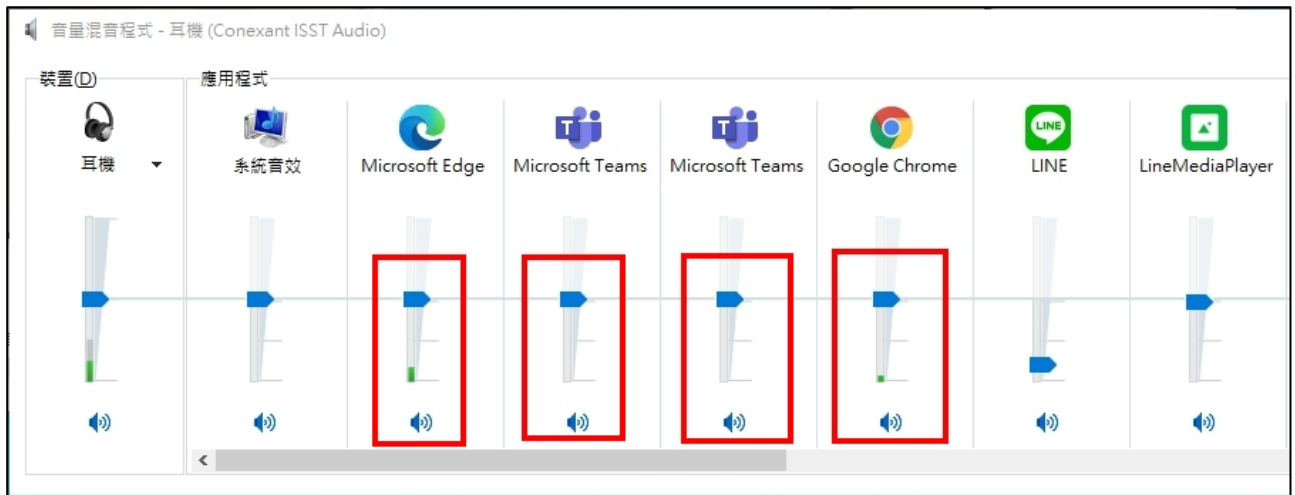 音量混音程式 - 耳機 (Conexant ISST Audio)
裝置(D)
應用程式
耳機
系統音效
Microsoft Edge
Microsoft Teams
Microsoft Teams
Google Chrome
LINE
LINE
LineMediaPlayer